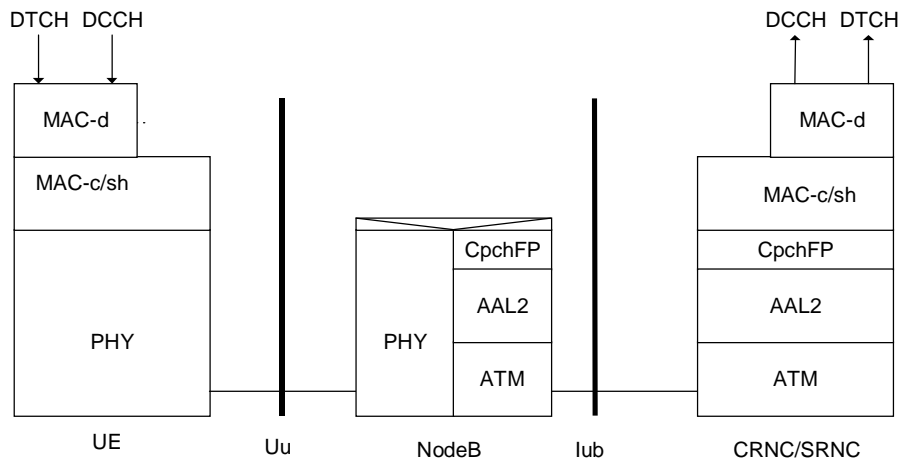 DTCH DCCH
DCCH DTCH
MAC-d
MAC-d
MAC-c/sh
MAC-c/sh
CpchFP
CpchFP
AAL2
AAL2
PHY
PHY
ATM
ATM
UE
Uu
NodeB
Iub
CRNC/SRNC